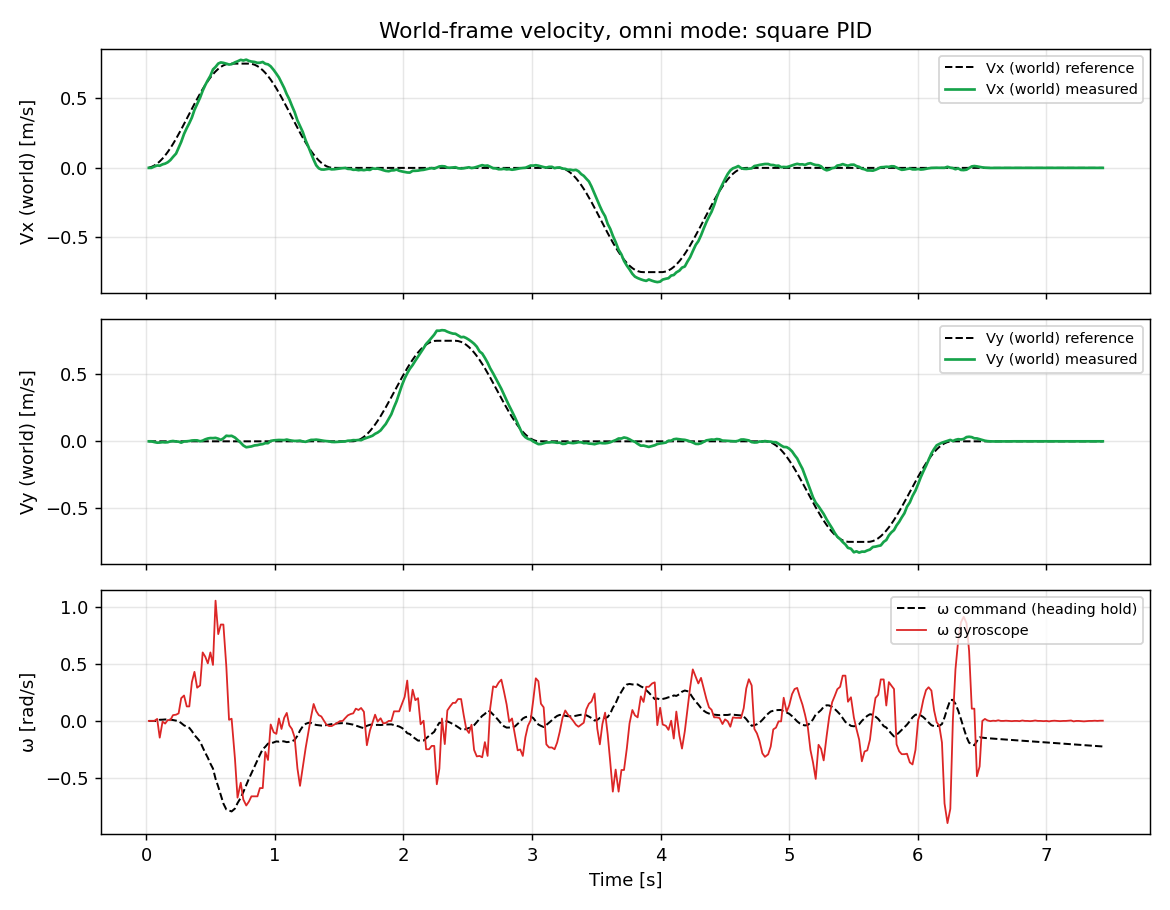 World-frame velocity, omni mode: square PID
Vx (world) [m/s]
0.5
0.0
−0.5
Vx (world) reference
Vx (world) measured
Vy (world) [m/s]
0.5
0.0
−0.5
Vy (world) reference
Vy (world) measured
ω [rad/s]
1.0
0.5
0.0
−0.5
ω command (heading hold)
ω gyroscope
0 1 2 3 4 5 6 7
Time [s]